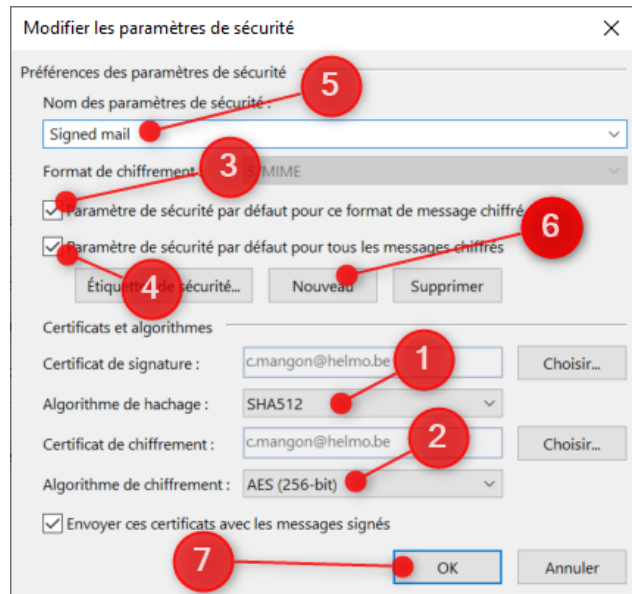 Modifier les paramètres de sécurité
Préférences des paramètres de sécurité
5
Nom des paramètres de sécurité :
Signed mail
3
Format de chiffrement S/MIME
Paramètre de sécurité par défaut pour ce format de message chiffré
6
Paramètre de sécurité par défaut pour tous les messages chiffrés
4
Étiquettes de sécurité... Nouveau Supprimer
Certificats et algorithmes
1
Certificat de signature : c.mangon@helmo.be Choisir...
Algorithme de hachage : SHA512
2
Certificat de chiffrement : c.mangon@helmo.be Choisir...
Algorithme de chiffrement : AES (256-bit)
Envoyer ces certificats avec les messages signés
7
OK Annuler